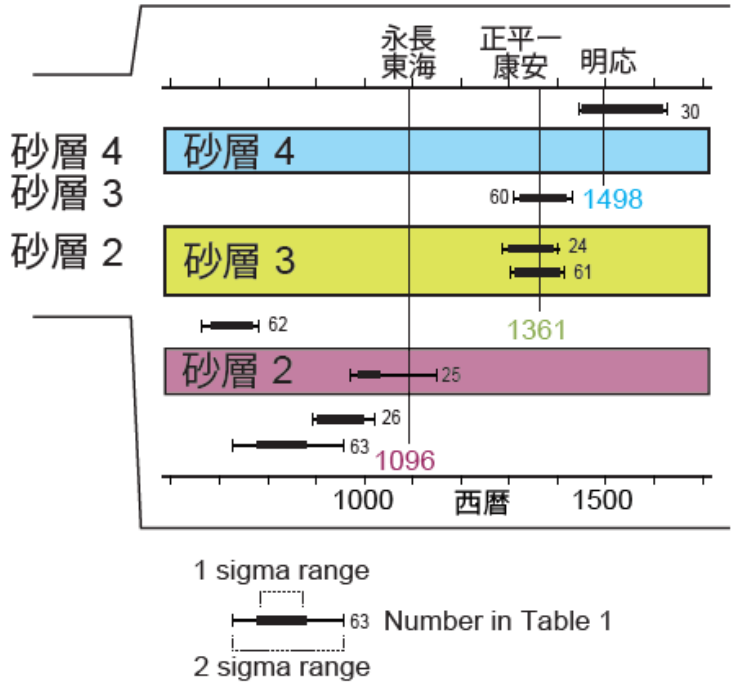 永長
東海
正平一
康安
明応
30
砂層 4
砂層 4
砂層 3
60
1498
砂層 2
砂層 3
24
61
1361
62
砂層 2
25
26
63
1096
1000
西暦
1500
1 sigma range
63 Number in Table 1
2 sigma range